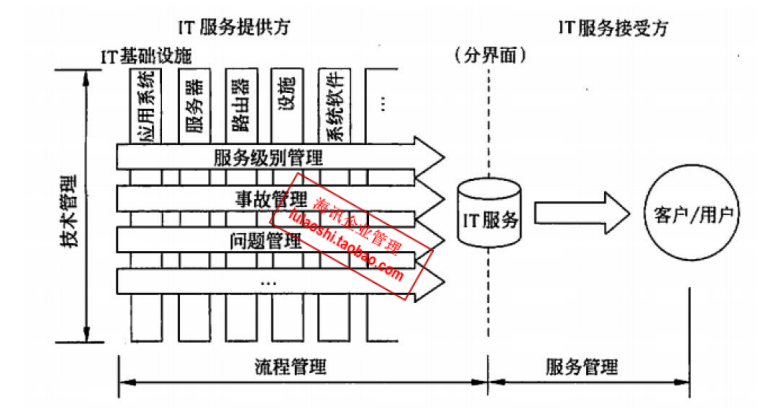 IT 服务提供方
IT服务接受方
IT基础设施
(分界面)
应用系统
服务器
路由器
设施
系统软件
…
服务级别管理
事故管理
问题管理
…
技术管理
IT服务
客户/用户
海讯企业管理
lulaoshi.taobao.com
流程管理
服务管理